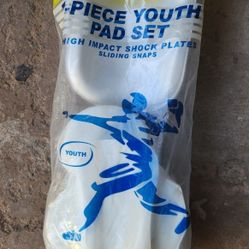 -PIECE YOUTH
PAD SET
HIGH IMPACT SHOCK PLATES
SLIDING SNAPS
YOUTH